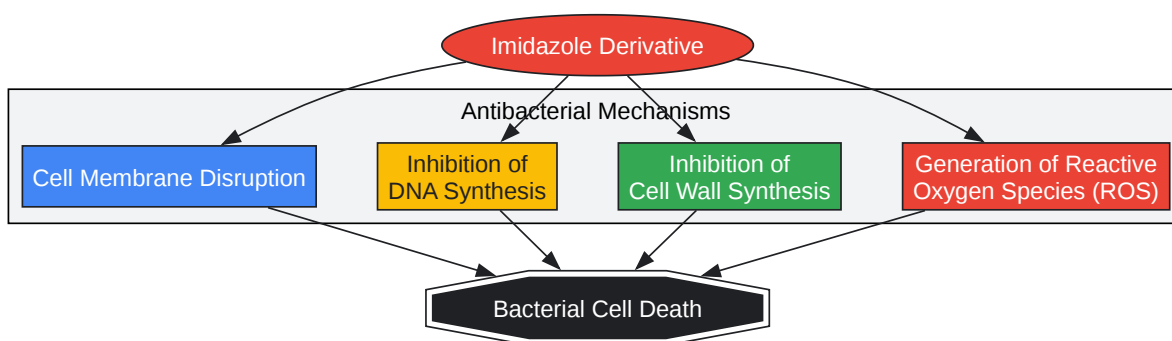 Imidazole Derivative
Antibacterial Mechanisms
Cell Membrane Disruption
Inhibition of
DNA Synthesis
Inhibition of
Cell Wall Synthesis
Generation of Reactive
Oxygen Species (ROS)
Bacterial Cell Death